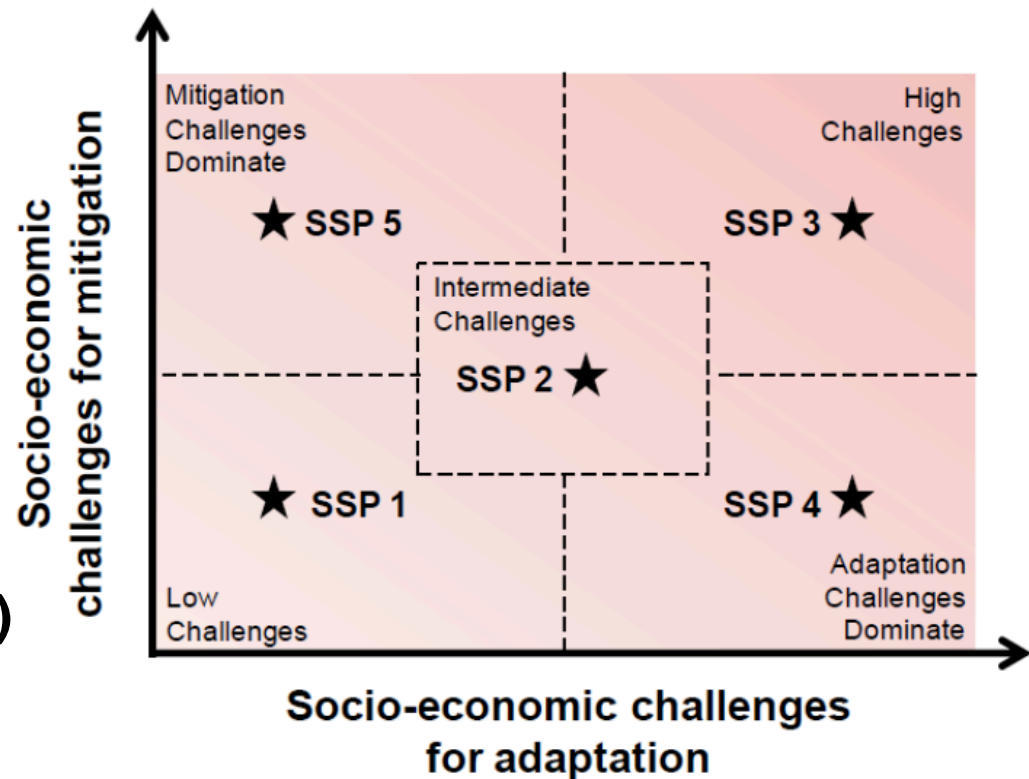 Socio-economic
challenges for mitigation
Mitigation
Challenges
Dominate
High
Challenges
SSP 5
SSP 3
Intermediate
Challenges
SSP 2
SSP 1
SSP 4
Low
Challenges
Adaptation
Challenges
Dominate
)
Socio-economic challenges
for adaptation